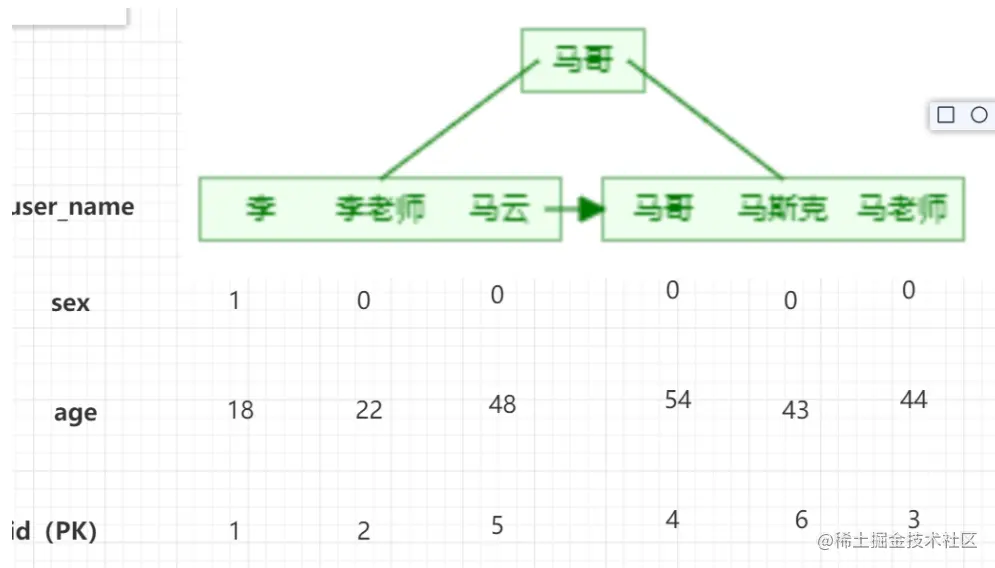 马哥
user_name 李 李老师 马云 马哥 马斯克 马老师
sex 1 0 0 0 0 0
age 18 22 48 54 43 44
id（PK） 1 2 5 4 6 3
@稀土掘金技术社区